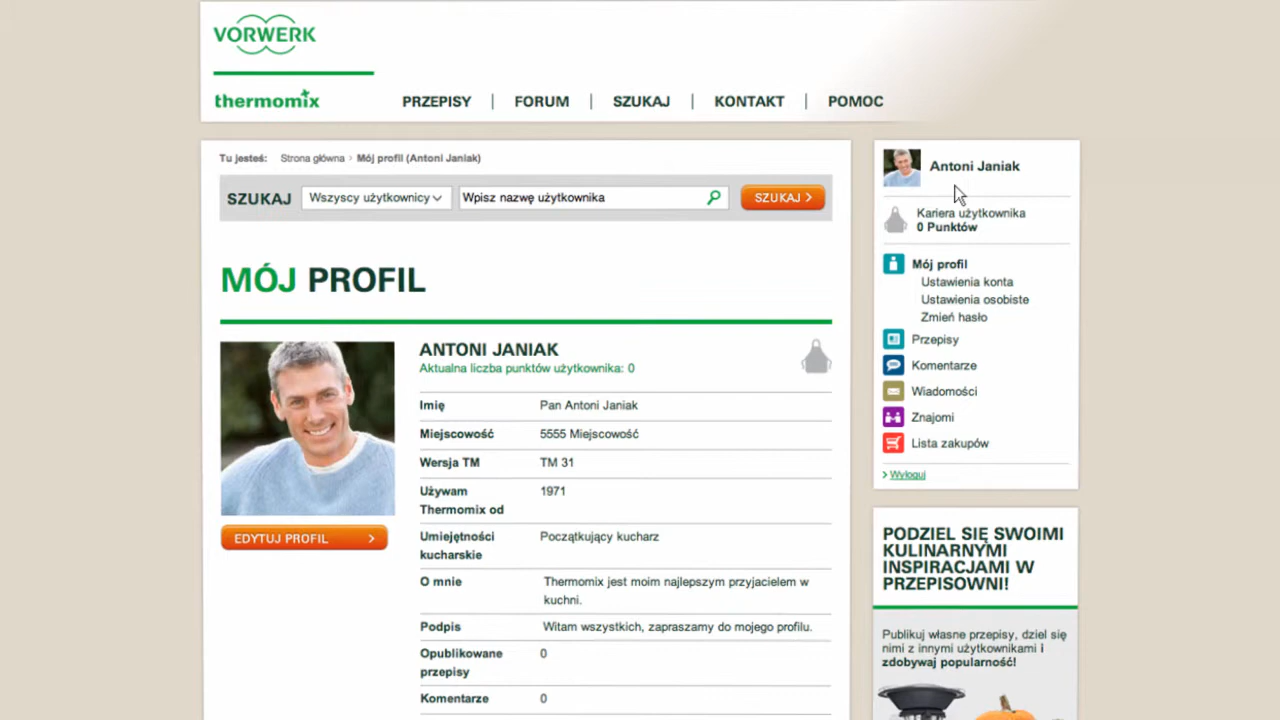 VORWERK
thermomix
PRZEPISY | FORUM | SZUKAJ | KONTAKT | POMOC
Tu jesteś: Strona główna › Mój profil (Antoni Janiak)
SZUKAJ Wszyscy użytkownicy Wpisz nazwę użytkownika SZUKAJ >
MÓJ PROFIL
ANTONI JANIAK
Aktualna liczba punktów użytkownika: 0
Imię Pan Antoni Janiak
Miejscowość 5555 Miejscowość
Wersja TM TM 31
Używam 1971
Thermomix od
Umiejętności Początkujący kucharz
kucharskie
O mnie Thermomix jest moim najlepszym przyjacielem w
kuchni.
Podpis Witam wszystkich, zapraszamy do mojego profilu.
Opublikowane 0
przepisy
Komentarze 0
EDYTUJ PROFIL >
Antoni Janiak
Kariera użytkownika
0 Punktów
Mój profil
Ustawienia konta
Ustawienia osobiste
Zmień hasło
Przepisy
Komentarze
Wiadomości
Znajomi
Lista zakupów
> Wyloguj
PODZIEL SIĘ SWOIMI
KULINARNYMI
INSPIRACJAMI W
PRZEPISOWNI!
Publikuj własne przepisy, dziel się
nimi z innymi użytkownikami i
zdobywaj popularność!